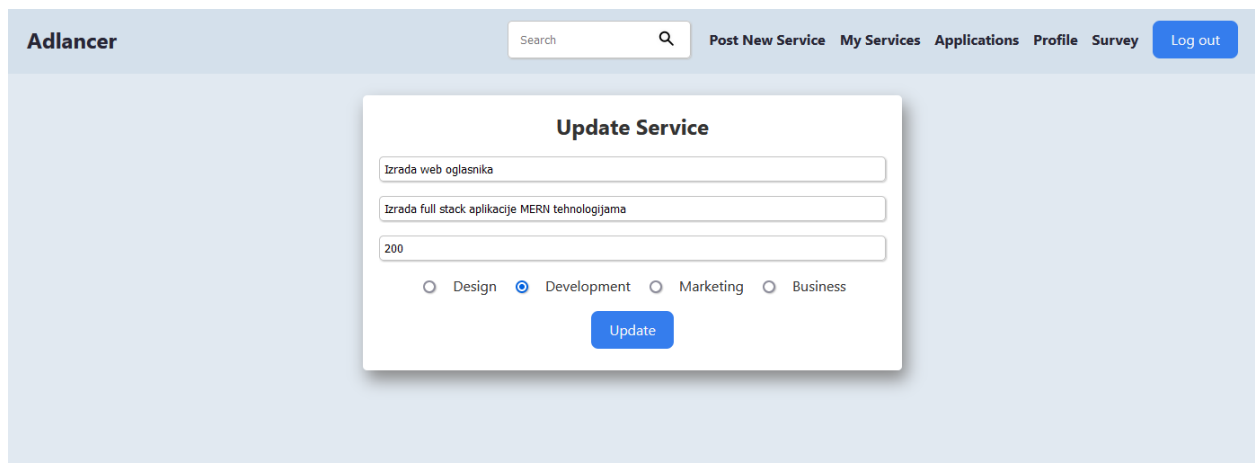 Adlancer Search Post New Service My Services Applications Profile Survey Log out
Update Service
Izrada web oglasnika
Izrada full stack aplikacije MERN tehnologijama
200
Design Development Marketing Business
Update